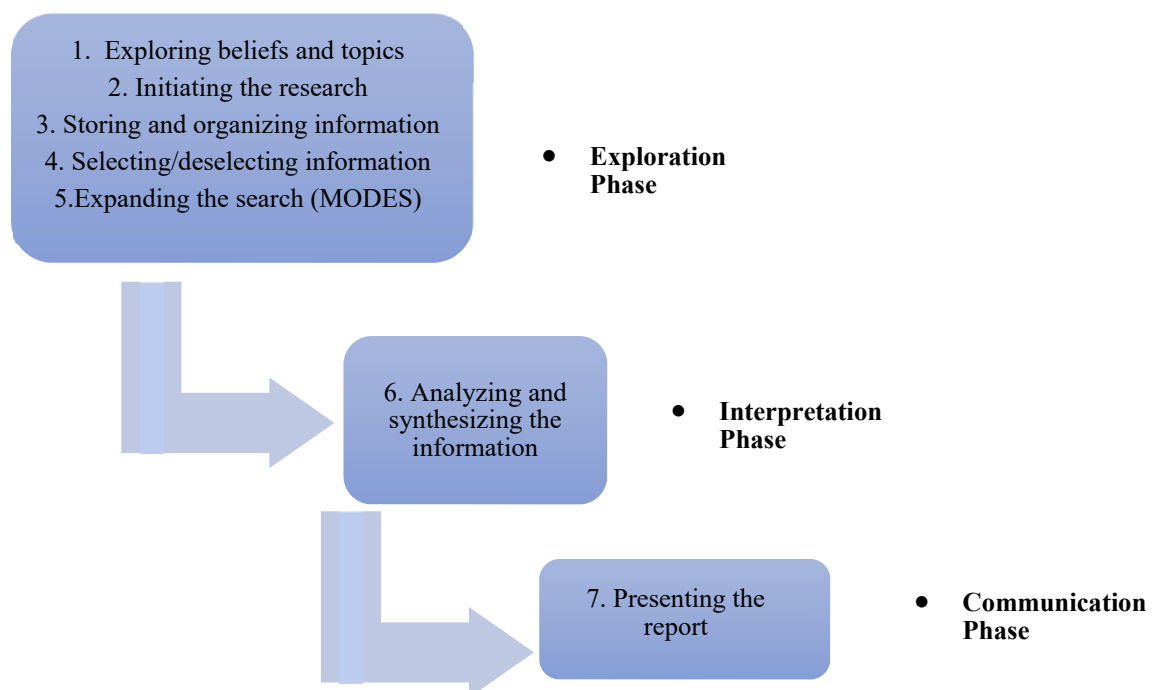 1. Exploring beliefs and topics
2. Initiating the research
3. Storing and organizing information
4. Selecting/deselecting information
5.Expanding the search (MODES)
• Exploration
Phase
6. Analyzing and
synthesizing the
information
• Interpretation
Phase
7. Presenting the
report
• Communication
Phase